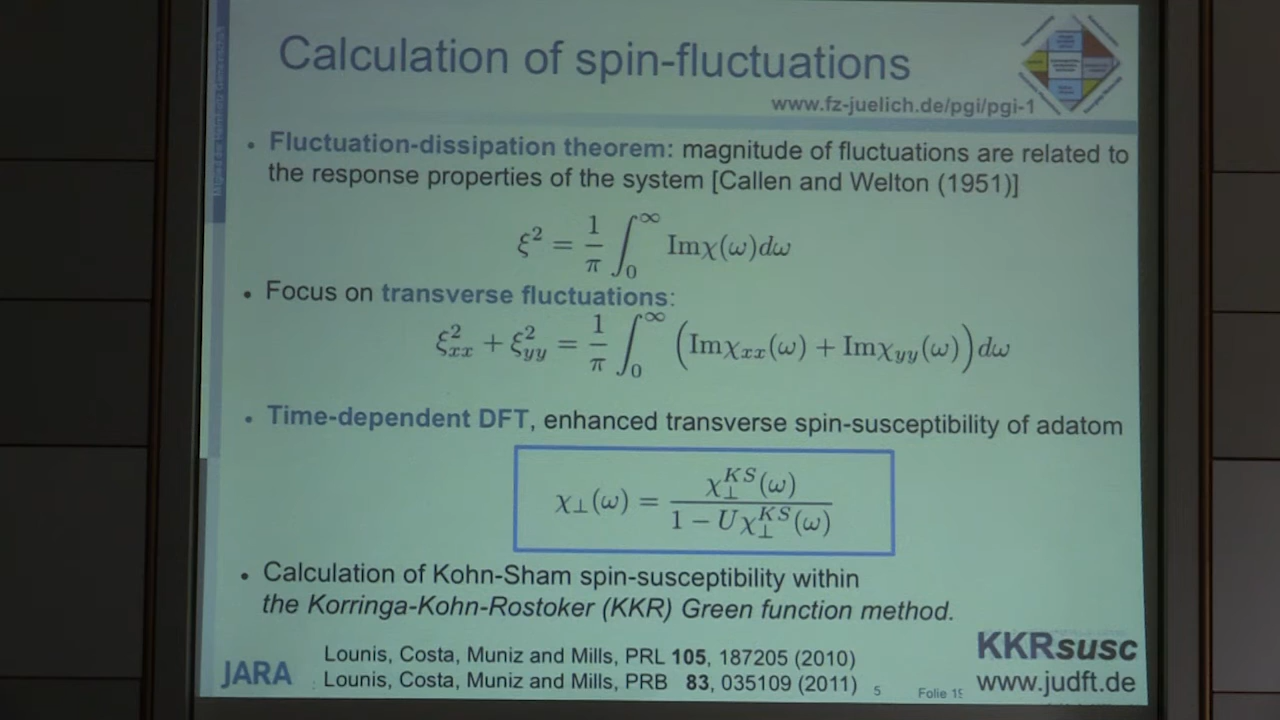 Calculation of spin-fluctuations
www.fz-juelich.de/pgi/pgi-1
• Fluctuation-dissipation theorem: magnitude of fluctuations are related to
the response properties of the system [Callen and Welton (1951)]
ξ² = 1/π ∫₀^∞ Imχ(ω)dω
• Focus on transverse fluctuations:
ξ²ₓₓ + ξ²_yy = 1/π ∫₀^∞ (Imχₓₓ(ω) + Imχ_yy(ω))dω
• Time-dependent DFT, enhanced transverse spin-susceptibility of adatom
χ⊥(ω) = χ⊥^KS(ω) / 1 − Uχ⊥^KS(ω)
• Calculation of Kohn-Sham spin-susceptibility within
the Korringa-Kohn-Rostoker (KKR) Green function method.
Lounis, Costa, Muniz and Mills, PRL 105, 187205 (2010)
Lounis, Costa, Muniz and Mills, PRB 83, 035109 (2011)
JARA
5
Folie 15
KKRsusc
www.judft.de